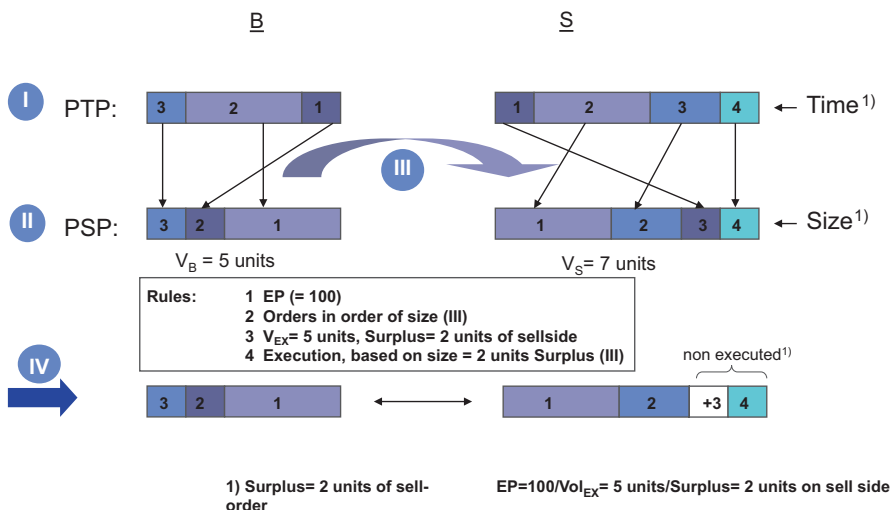 B S
I PTP: 3 2 1 1 2 3 4 Time1)
III
II PSP: 3 2 1 1 2 3 4 Size1)
VB = 5 units VS = 7 units
Rules: 1 EP (= 100)
2 Orders in order of size (III)
3 VEX= 5 units, Surplus= 2 units of sellside
4 Execution, based on size = 2 units Surplus (III)
non executed1)
IV
3 2 1 1 2 +3 4
1) Surplus= 2 units of sell-
order
EP=100/VolEX= 5 units/Surplus= 2 units on sell side